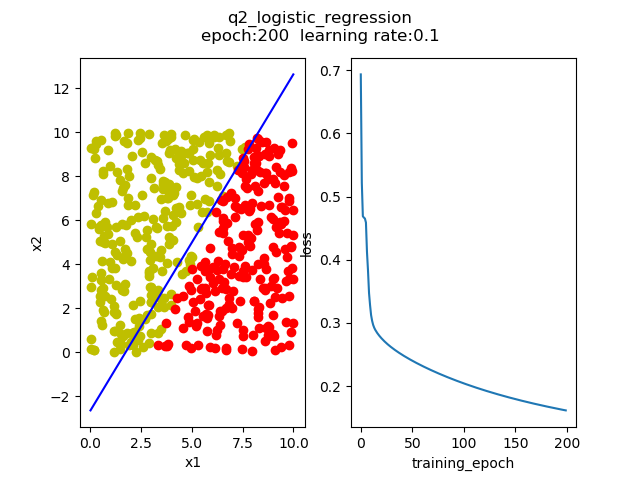 q2_logistic_regression
epoch:200  learning rate:0.1
x2
12
10
8
6
4
2
0
−2
0.0 2.5 5.0 7.5 10.0
x1
loss
0.7
0.6
0.5
0.4
0.3
0.2
0 50 100 150 200
training_epoch